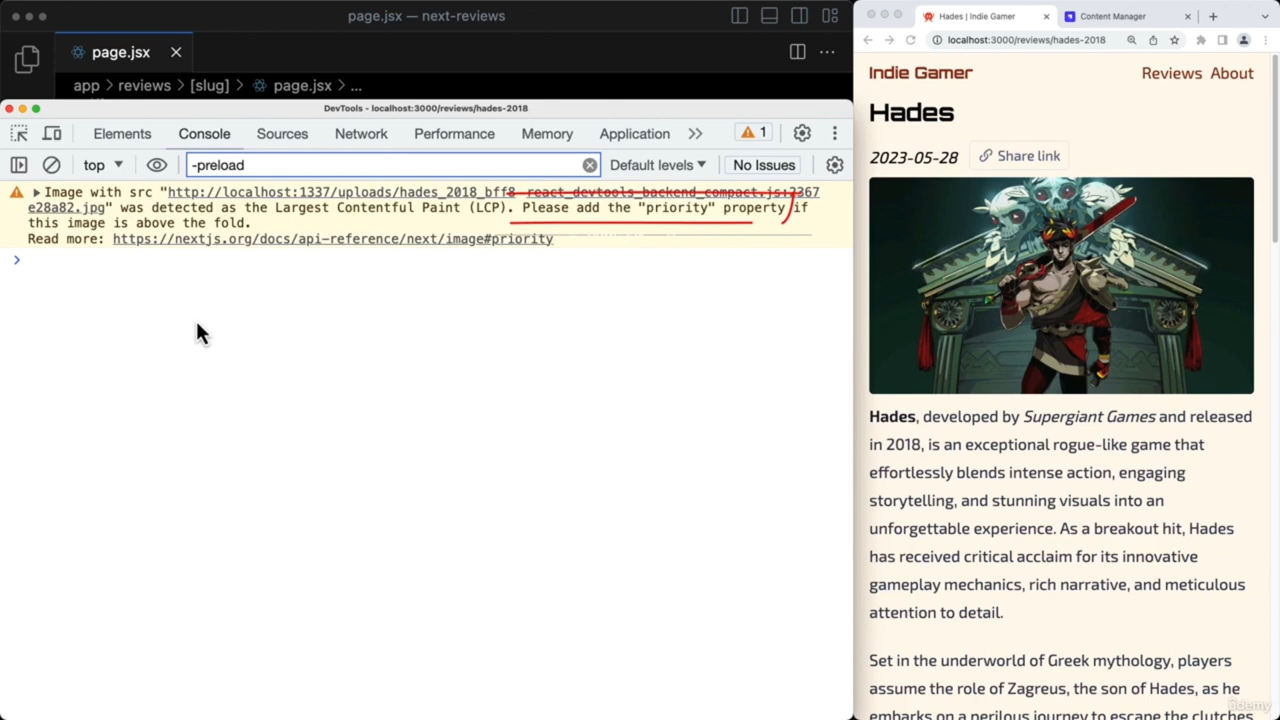 page.jsx — next-reviews
page.jsx
app > reviews > [slug] > page.jsx > ...
DevTools - localhost:3000/reviews/hades-2018
Elements Console Sources Network Performance Memory Application 1
top -preload Default levels No Issues
Image with src "http://localhost:1337/uploads/hades_2018_bff8 react_devtools_backend_compact.js:2367
e28a82.jpg" was detected as the Largest Contentful Paint (LCP). Please add the "priority" property if
this image is above the fold.
Read more: https://nextjs.org/docs/api-reference/next/image#priority
Hades | Indie Gamer
Content Manager
localhost:3000/reviews/hades-2018
Indie Gamer
Reviews About
Hades
2023-05-28
Share link
Hades, developed by Supergiant Games and released
in 2018, is an exceptional rogue-like game that
effortlessly blends intense action, engaging
storytelling, and stunning visuals into an
unforgettable experience. As a breakout hit, Hades
has received critical acclaim for its innovative
gameplay mechanics, rich narrative, and meticulous
attention to detail.
Set in the underworld of Greek mythology, players
assume the role of Zagreus, the son of Hades, as he
embarks on a perilous journey to escape the clutches
ûdemy